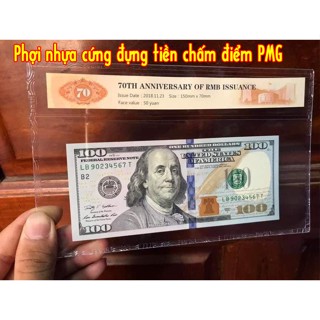 Phơi nhựa cứng đựng tiền chấm điểm PMG
70
70TH ANNIVERSARY OF RMB ISSUANCE
Issue Date : 2018.11.23 Size : 150mm x 70mm
Face value : 50 yuan
100
FEDERAL RESERVE NOTE
ONE HUNDRED DOLLARS
THE UNITED STATES OF AMERICA
100
LB 90234567 T
B2
LB 90234567 T
100
100